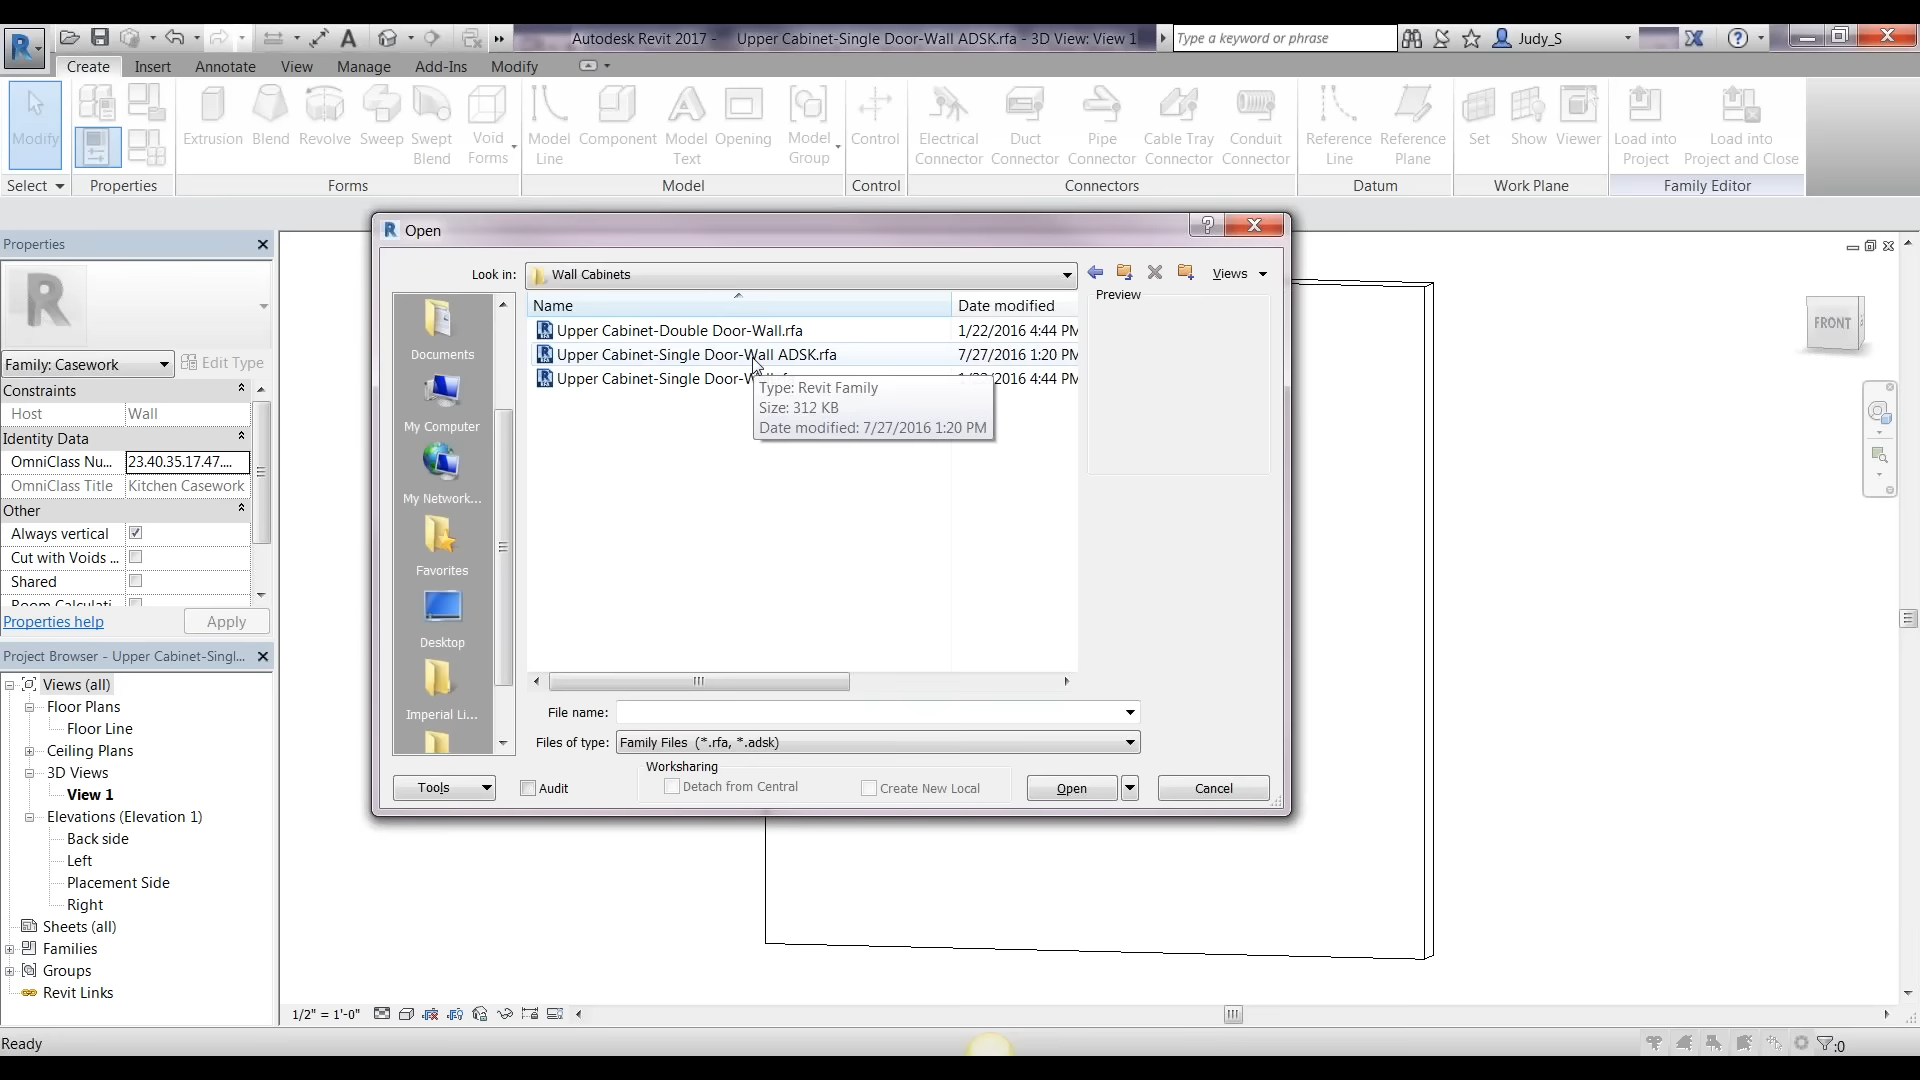 Autodesk Revit 2017 -    Upper Cabinet-Single Door-Wall ADSK.rfa - 3D View: View 1
Type a keyword or phrase
Judy_S
Create Insert Annotate View Manage Add-Ins Modify
Modify
Extrusion Blend Revolve Sweep Swept Blend Void Forms
Model Line Component Model Text Opening Model Group
Control
Electrical Connector Duct Connector Pipe Connector Cable Tray Connector Conduit Connector
Reference Line Reference Plane
Set Show Viewer
Load into Project Load into Project and Close
Select Properties Forms Model Control Connectors Datum Work Plane Family Editor
Properties
Family: Casework Edit Type
Constraints
Host Wall
Identity Data
OmniClass Nu... 23.40.35.17.47....
OmniClass Title Kitchen Casework
Other
Always vertical
Cut with Voids ...
Shared
Properties help Apply
Project Browser - Upper Cabinet-Singl...
Views (all)
Floor Plans
Floor Line
Ceiling Plans
3D Views
View 1
Elevations (Elevation 1)
Back side
Left
Placement Side
Right
Sheets (all)
Families
Groups
Revit Links
Open
Look in: Wall Cabinets Views
Name Date modified
Upper Cabinet-Double Door-Wall.rfa 1/22/2016 4:44 PM
Upper Cabinet-Single Door-Wall ADSK.rfa 7/27/2016 1:20 PM
Upper Cabinet-Single Door-W 2016 4:44 PM
Type: Revit Family
Size: 312 KB
Date modified: 7/27/2016 1:20 PM
Preview
Documents
My Computer
My Network...
Favorites
Desktop
Imperial Li...
File name:
Files of type: Family Files (*.rfa, *.adsk)
Worksharing
Tools Audit Detach from Central Create New Local Open Cancel
FRONT
1/2" = 1'-0"
Ready
:0